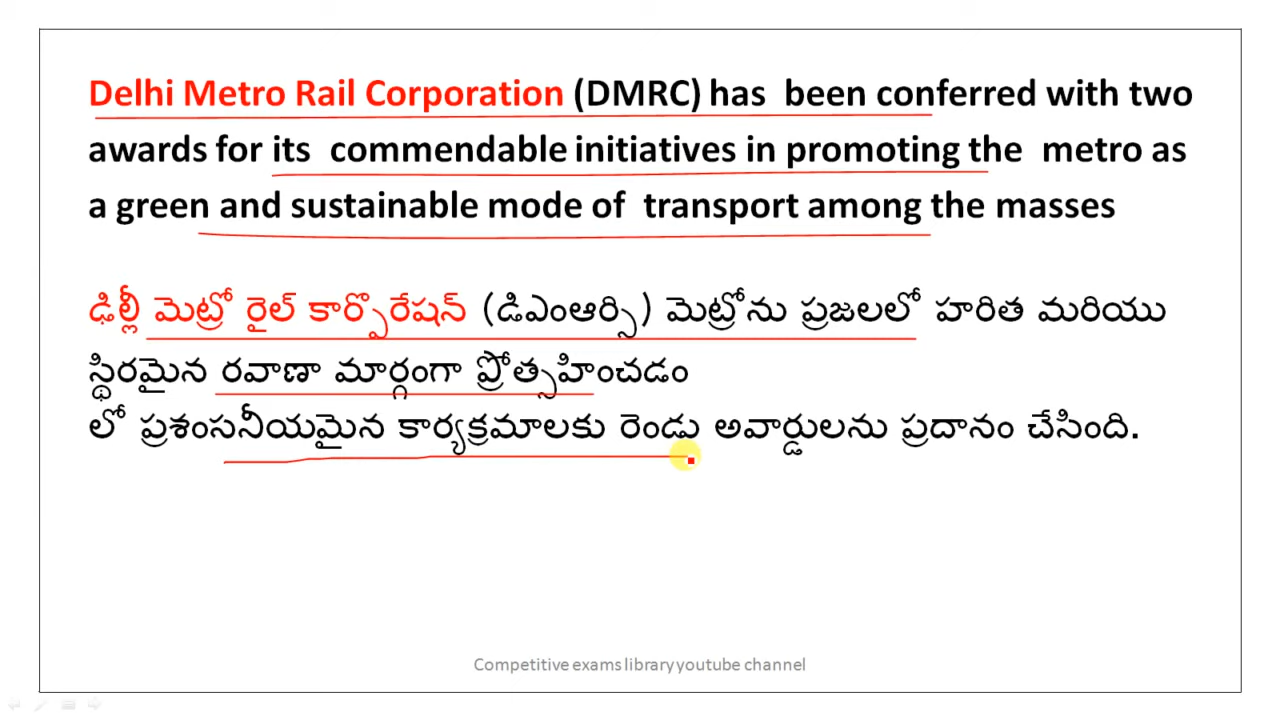 Delhi Metro Rail Corporation (DMRC) has been conferred with two
awards for its commendable initiatives in promoting the metro as
a green and sustainable mode of transport among the masses
ఢిల్లీ మెట్రో రైల్ కార్పొరేషన్ (డిఎంఆర్సి) మెట్రోను ప్రజలలో హరిత మరియు
స్థిరమైన రవాణా మార్గంగా ప్రోత్సహించడం
లో ప్రశంసనీయమైన కార్యక్రమాలకు రెండు అవార్డులను ప్రదానం చేసింది.
Competitive exams library youtube channel